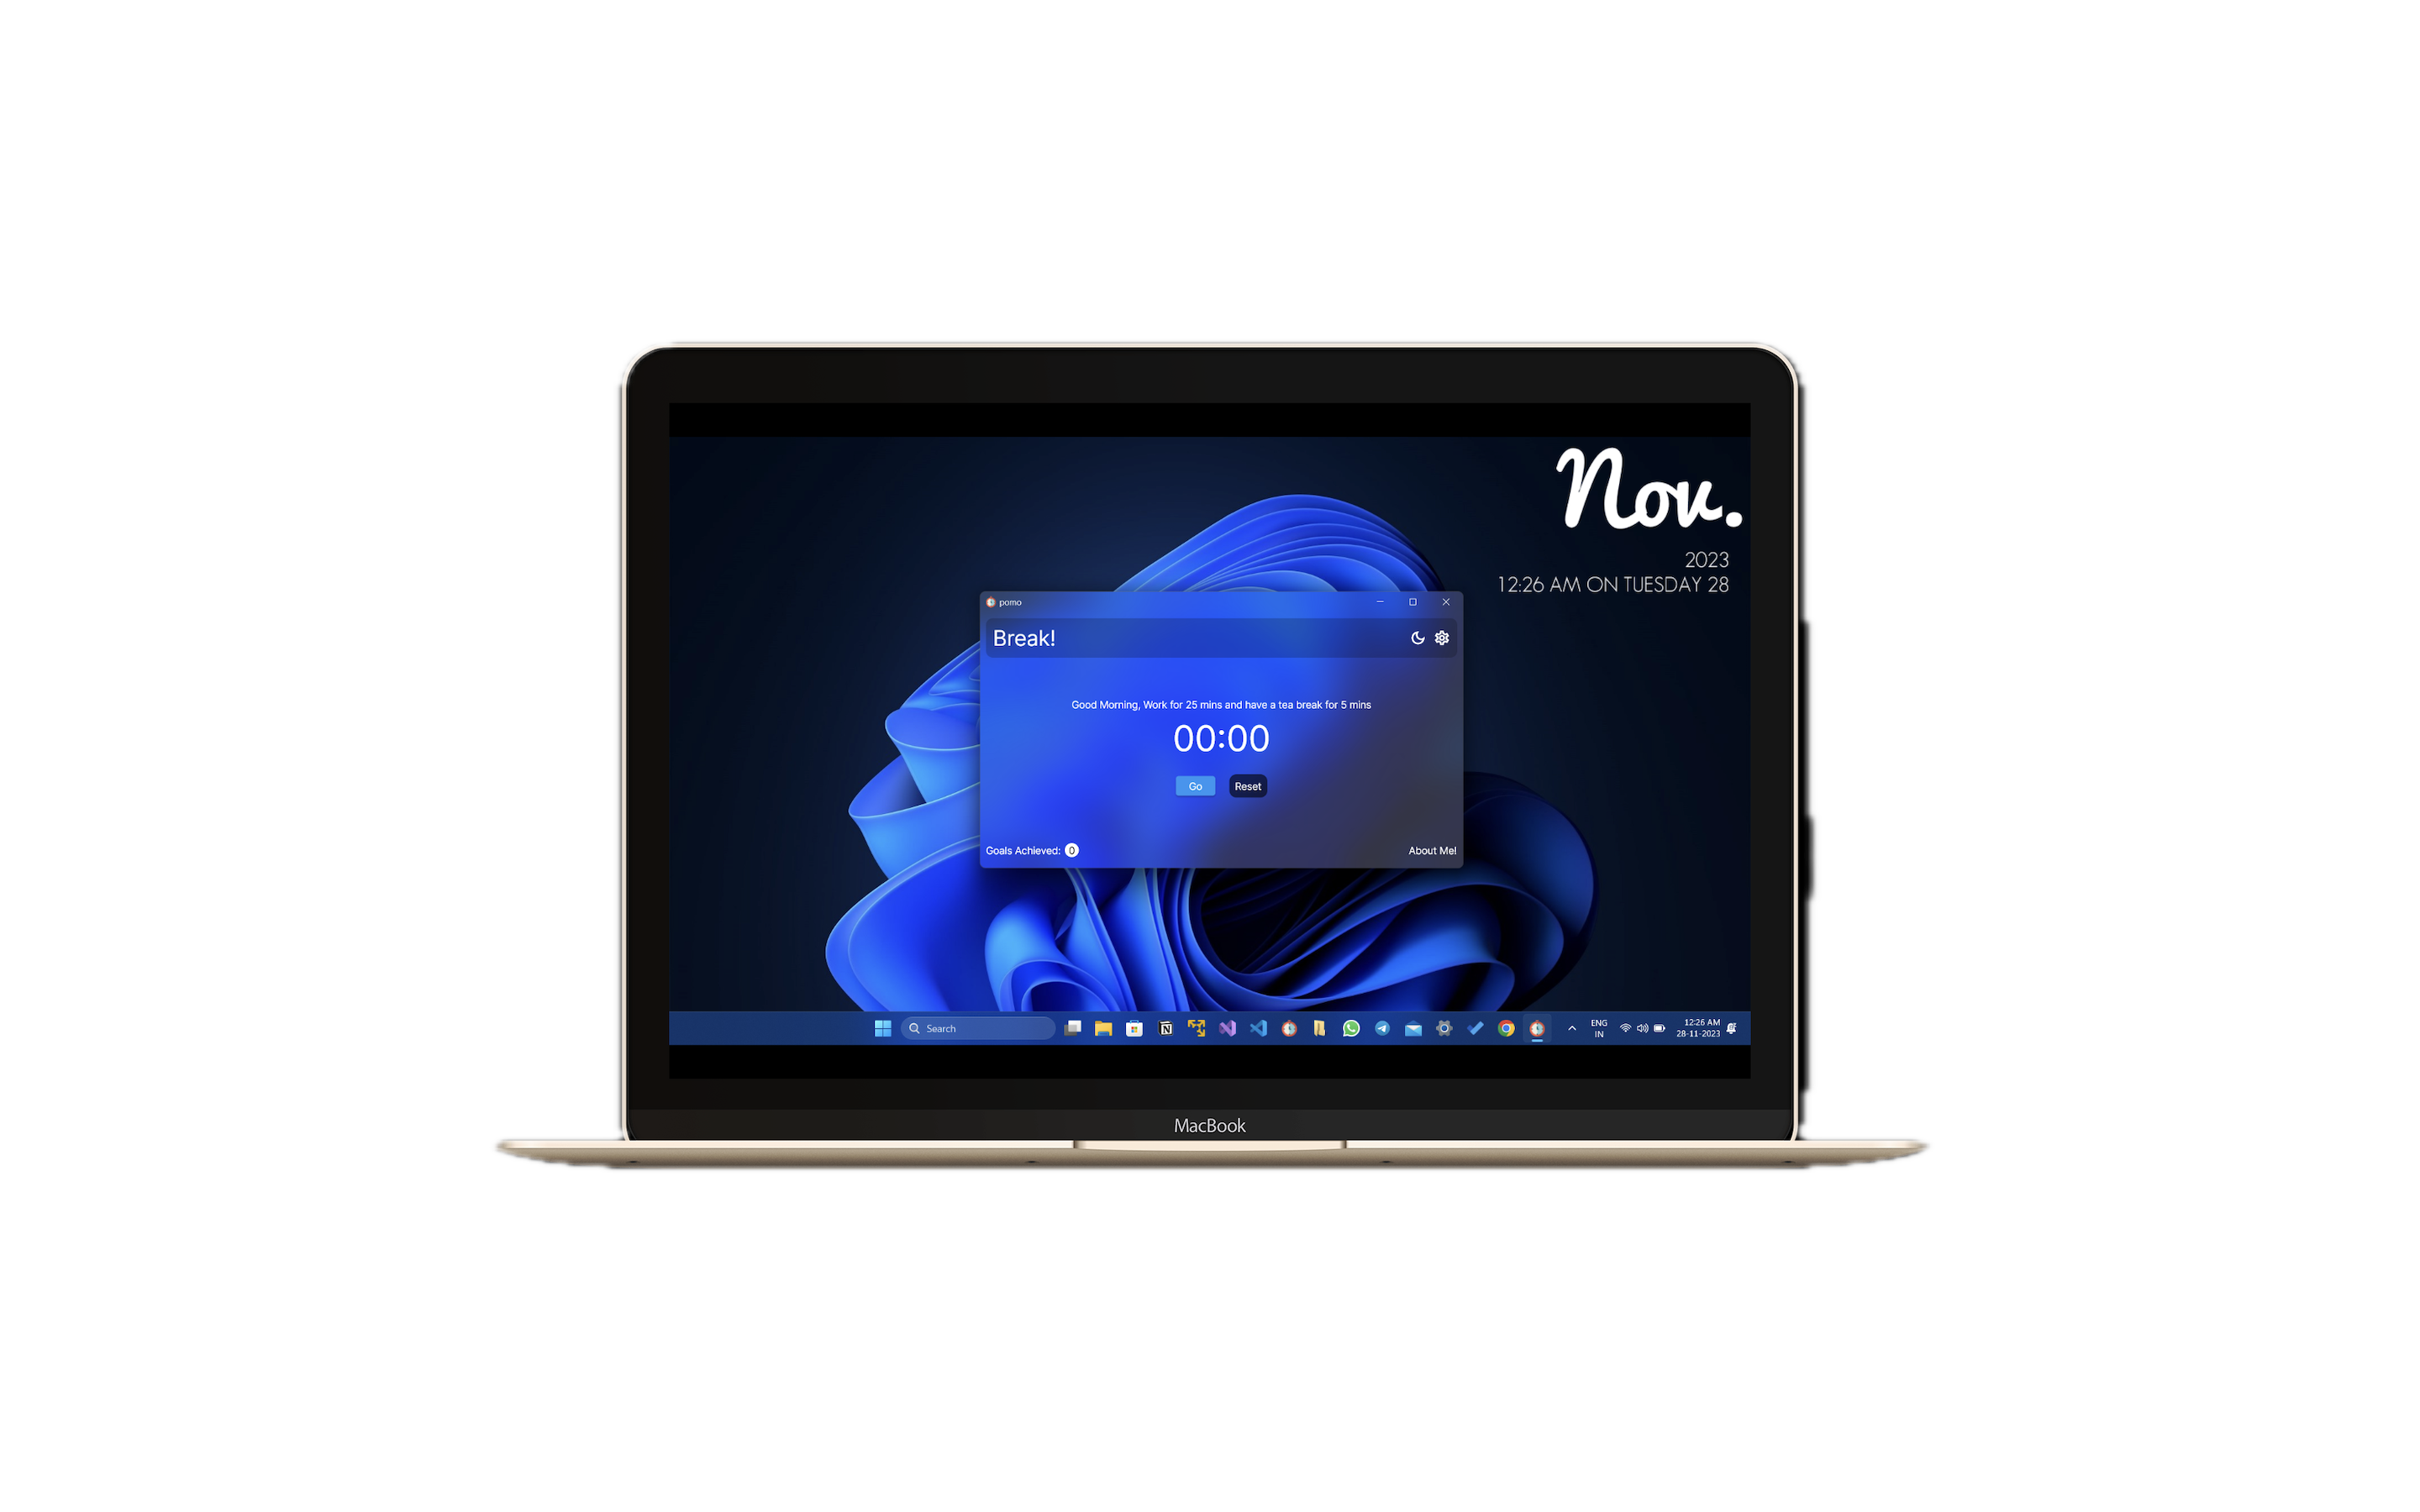 Nov.
2023
12:26 AM ON TUESDAY 28
pomo
Break!
Good Morning, Work for 25 mins and have a tea break for 5 mins
00:00
Go
Reset
Goals Achieved: 0
About Me!
Search
ENG
IN
12:26 AM
28-11-2023
MacBook